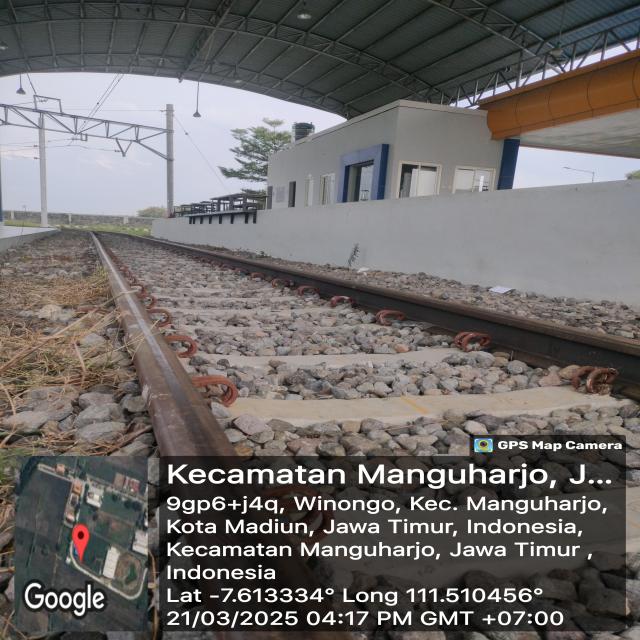 GPS Map Camera
Kecamatan Manguharjo, J...
9gp6+j4q, Winongo, Kec. Manguharjo,
Kota Madiun, Jawa Timur, Indonesia,
Kecamatan Manguharjo, Jawa Timur ,
Indonesia
Lat -7.613334° Long 111.510456°
21/03/2025 04:17 PM GMT +07:00
Google